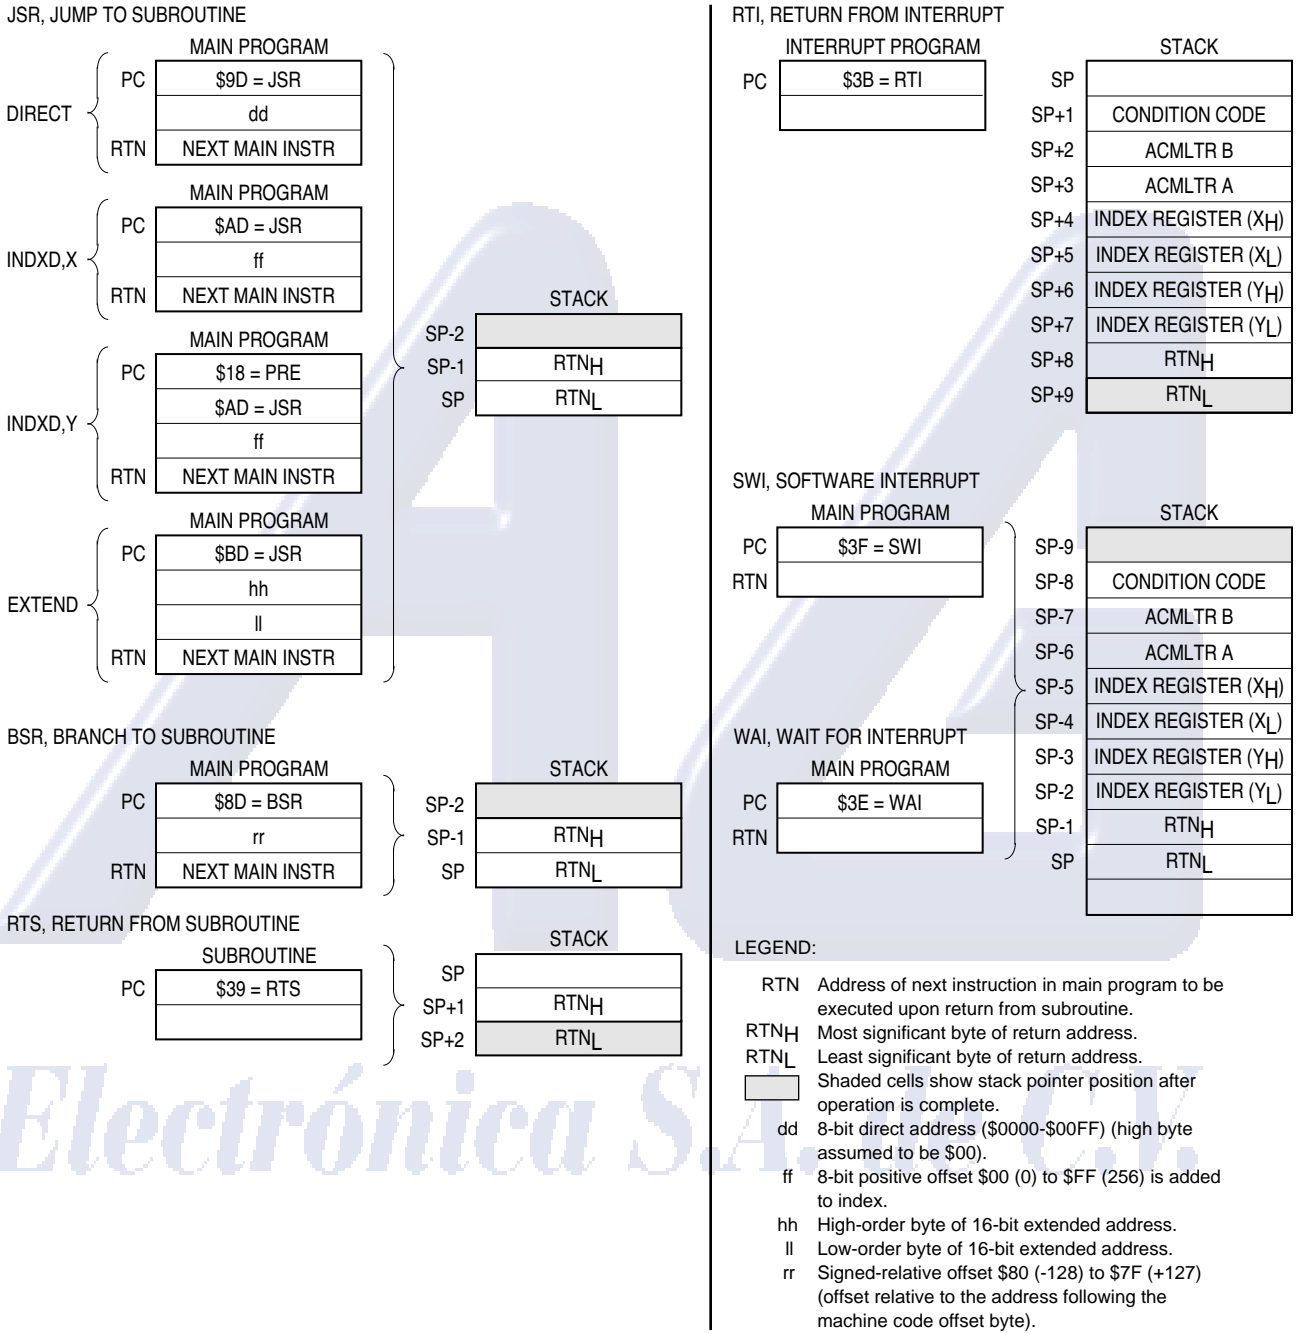 JSR, JUMP TO SUBROUTINE
MAIN PROGRAM
PC $9D = JSR
DIRECT dd
RTN NEXT MAIN INSTR
MAIN PROGRAM
PC $AD = JSR
INDXD,X ff
RTN NEXT MAIN INSTR
MAIN PROGRAM
PC $18 = PRE
$AD = JSR
INDXD,Y ff
RTN NEXT MAIN INSTR
MAIN PROGRAM
PC $BD = JSR
hh
EXTEND ll
RTN NEXT MAIN INSTR
STACK
SP-2
SP-1 RTNH
SP RTNL
BSR, BRANCH TO SUBROUTINE
MAIN PROGRAM
PC $8D = BSR
rr
RTN NEXT MAIN INSTR
STACK
SP-2
SP-1 RTNH
SP RTNL
RTS, RETURN FROM SUBROUTINE
SUBROUTINE
PC $39 = RTS
STACK
SP
SP+1 RTNH
SP+2 RTNL
RTI, RETURN FROM INTERRUPT
INTERRUPT PROGRAM
PC $3B = RTI
STACK
SP
SP+1 CONDITION CODE
SP+2 ACMLTR B
SP+3 ACMLTR A
SP+4 INDEX REGISTER (XH)
SP+5 INDEX REGISTER (XL)
SP+6 INDEX REGISTER (YH)
SP+7 INDEX REGISTER (YL)
SP+8 RTNH
SP+9 RTNL
SWI, SOFTWARE INTERRUPT
MAIN PROGRAM
PC $3F = SWI
RTN
WAI, WAIT FOR INTERRUPT
MAIN PROGRAM
PC $3E = WAI
RTN
STACK
SP-9
SP-8 CONDITION CODE
SP-7 ACMLTR B
SP-6 ACMLTR A
SP-5 INDEX REGISTER (XH)
SP-4 INDEX REGISTER (XL)
SP-3 INDEX REGISTER (YH)
SP-2 INDEX REGISTER (YL)
SP-1 RTNH
SP RTNL
LEGEND:
RTN Address of next instruction in main program to be
executed upon return from subroutine.
RTNH Most significant byte of return address.
RTNL Least significant byte of return address.
Shaded cells show stack pointer position after
operation is complete.
dd 8-bit direct address ($0000-$00FF) (high byte
assumed to be $00).
ff 8-bit positive offset $00 (0) to $FF (256) is added
to index.
hh High-order byte of 16-bit extended address.
ll Low-order byte of 16-bit extended address.
rr Signed-relative offset $80 (-128) to $7F (+127)
(offset relative to the address following the
machine code offset byte).
Electrónica S.A. de C.V.